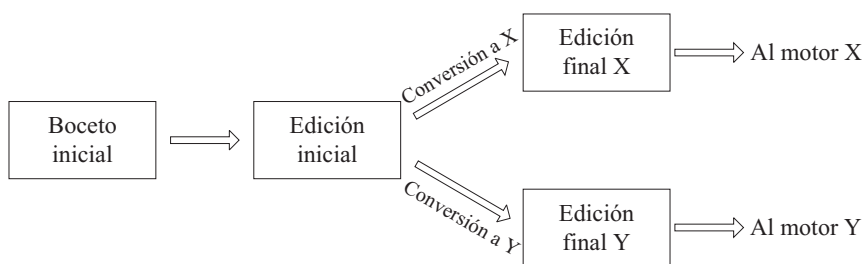 Boceto
inicial
Edición
inicial
Conversión a X
Edición
final X
Al motor X
Conversión a Y
Edición
final Y
Al motor Y